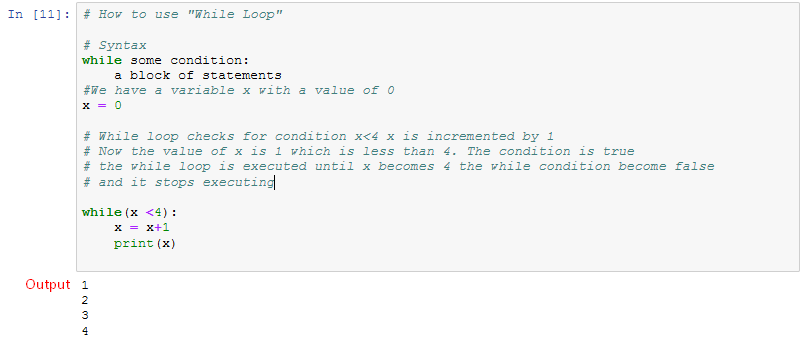 In [11]: # How to use "While Loop"
# Syntax
while some condition:
a block of statements
#We have a variable x with a value of 0
x = 0
# While loop checks for condition x<4 x is incremented by 1
# Now the value of x is 1 which is less than 4. The condition is true
# the while loop is executed until x becomes 4 the while condition become false
# and it stops executing
while(x <4):
x = x+1
print(x)
Output 1
2
3
4